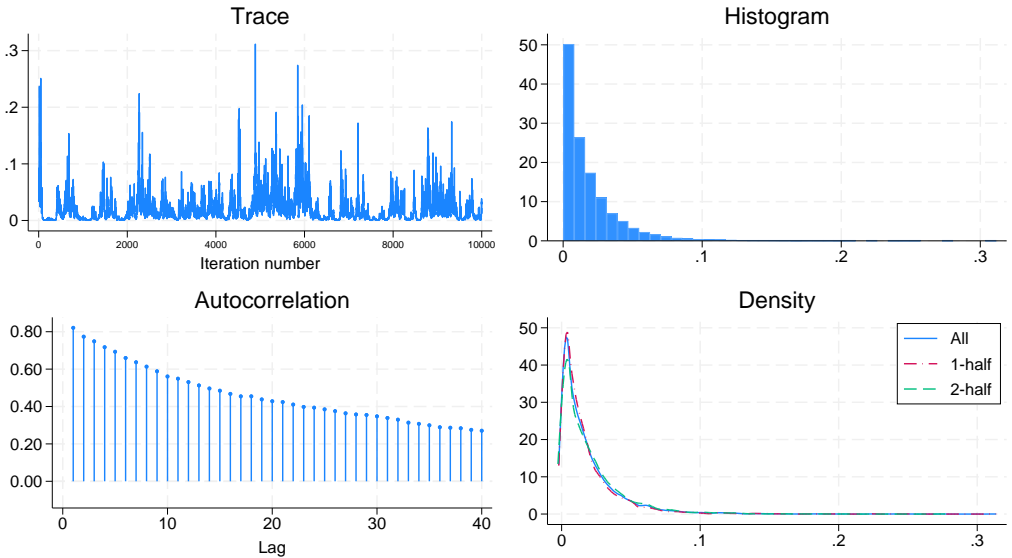 Trace
.3
.2
.1
0
0 2000 4000 6000 8000 10000
Iteration number
Histogram
50
40
30
20
10
0
0 .1 .2 .3
Autocorrelation
0.80
0.60
0.40
0.20
0.00
0 10 20 30 40
Lag
Density
50
40
30
20
10
0
0 .1 .2 .3
All
1-half
2-half